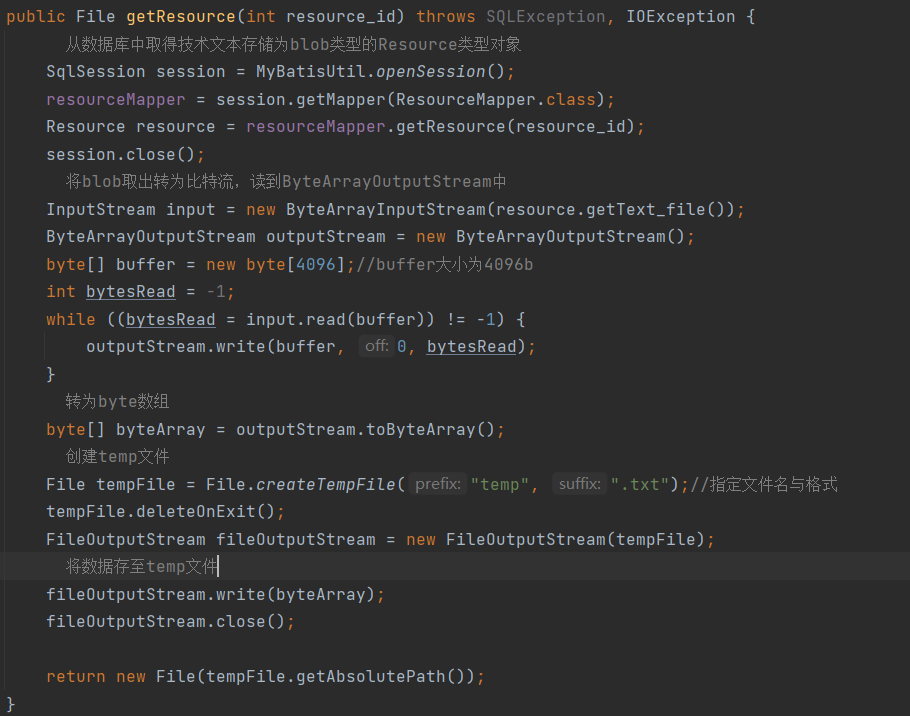 public File getResource(int resource_id) throws SQLException, IOException {
从数据库中取得技术文本存储为blob类型的Resource类型对象
SqlSession session = MyBatisUtil.openSession();
resourceMapper = session.getMapper(ResourceMapper.class);
Resource resource = resourceMapper.getResource(resource_id);
session.close();
将blob取出转为比特流，读到ByteArrayOutputStream中
InputStream input = new ByteArrayInputStream(resource.getText_file());
ByteArrayOutputStream outputStream = new ByteArrayOutputStream();
byte[] buffer = new byte[4096];//buffer大小为4096b
int bytesRead = -1;
while ((bytesRead = input.read(buffer)) != -1) {
outputStream.write(buffer, off: 0, bytesRead);
}
转为byte数组
byte[] byteArray = outputStream.toByteArray();
创建temp文件
File tempFile = File.createTempFile( prefix: "temp", suffix: ".txt");//指定文件名与格式
tempFile.deleteOnExit();
FileOutputStream fileOutputStream = new FileOutputStream(tempFile);
将数据存至temp文件
fileOutputStream.write(byteArray);
fileOutputStream.close();
return new File(tempFile.getAbsolutePath());
}